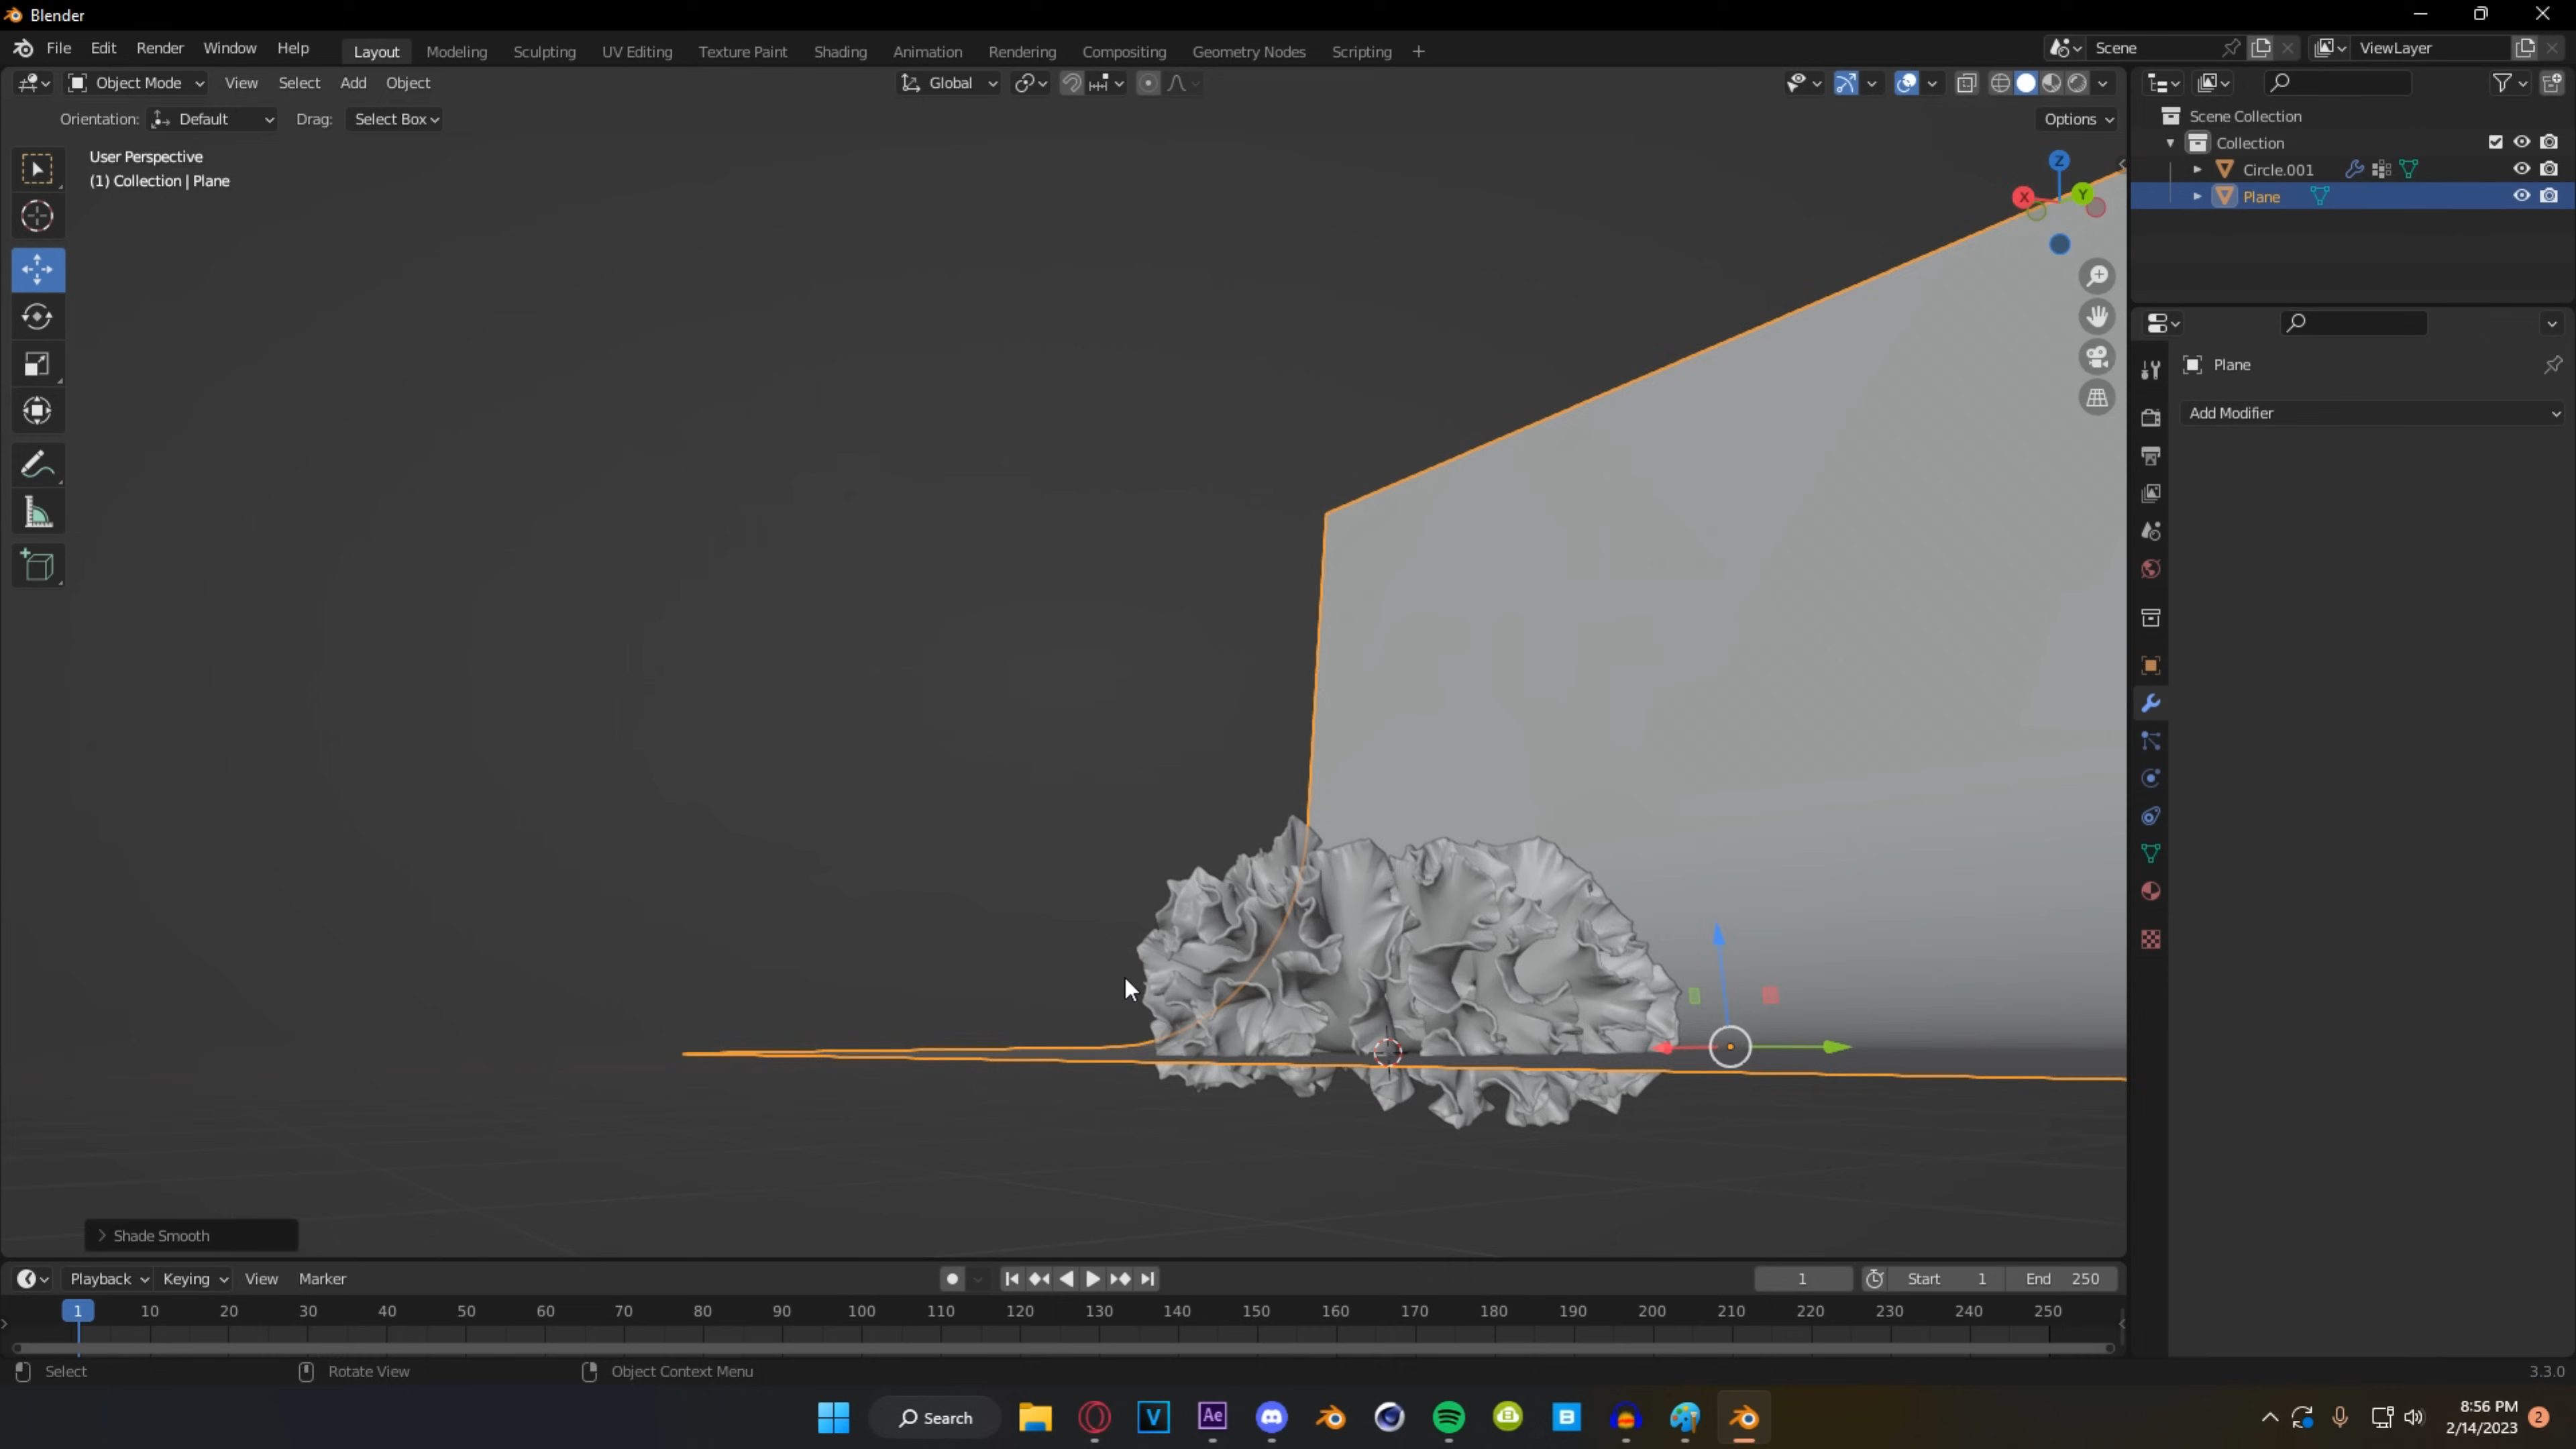 Blender
File Edit Render Window Help Layout Modeling Sculpting UV Editing Texture Paint Shading Animation Rendering Compositing Geometry Nodes Scripting + Scene ViewLayer
Object Mode View Select Add Object Global
Orientation: Default Drag: Select Box Options
User Perspective
(1) Collection | Plane
Z
X Y
Scene Collection
Collection
Circle.001
Plane
Plane
Add Modifier
Shade Smooth
Playback Keying View Marker 1 Start 1 End 250
1 10 20 30 40 50 60 70 80 90 100 110 120 130 140 150 160 170 180 190 200 210 220 230 240 250
Select Rotate View Object Context Menu 3.3.0
Search V Ae B 8:56 PM 2
2/14/2023